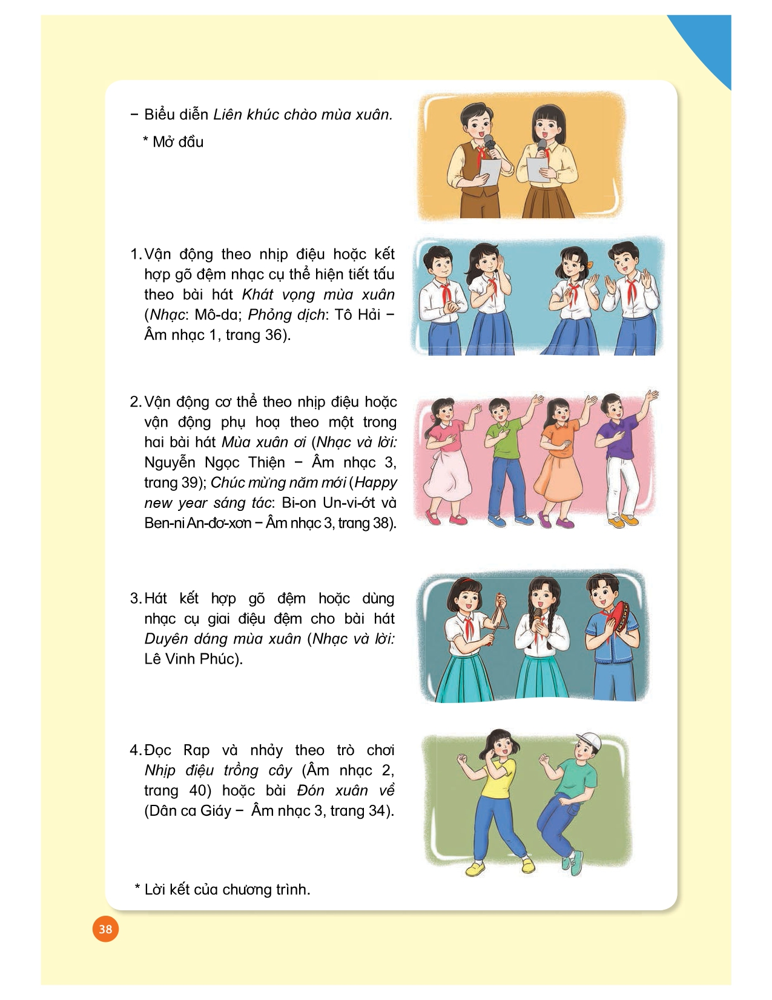 – Biểu diễn Liên khúc chào mùa xuân.
* Mở đầu
1. Vận động theo nhịp điệu hoặc kết
hợp gõ đệm nhạc cụ thể hiện tiết tấu
theo bài hát Khát vọng mùa xuân
(Nhạc: Mô-da; Phỏng dịch: Tô Hải –
Âm nhạc 1, trang 36).
2. Vận động cơ thể theo nhịp điệu hoặc
vận động phụ hoạ theo một trong
hai bài hát Mùa xuân ơi (Nhạc và lời:
Nguyễn Ngọc Thiện – Âm nhạc 3,
trang 39); Chúc mừng năm mới (Happy
new year sáng tác: Bi-on Un-vi-ớt và
Ben-ni An-đơ-xơn – Âm nhạc 3, trang 38).
3. Hát kết hợp gõ đệm hoặc dùng
nhạc cụ giai điệu đệm cho bài hát
Duyên dáng mùa xuân (Nhạc và lời:
Lê Vinh Phúc).
4. Đọc Rap và nhảy theo trò chơi
Nhịp điệu trồng cây (Âm nhạc 2,
trang 40) hoặc bài Đón xuân về
(Dân ca Giáy – Âm nhạc 3, trang 34).
* Lời kết của chương trình.
38